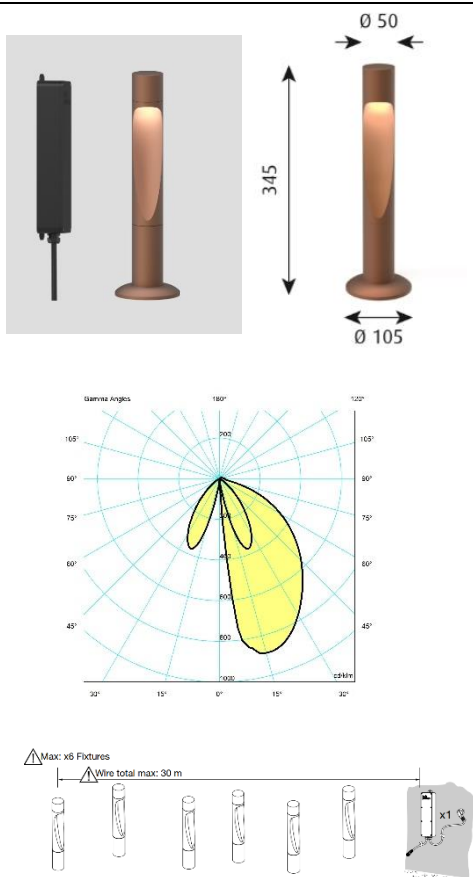 Ø 50
345
Ø 105
Gamma Angles 180° 120°
105° 200 105°
90° 90°
75° 75°
400
60° 600 60°
45° 800 45°
1000 cd/klm
30° 15° 0° 15° 30°
Max: x6 Fixtures
Wire total max: 30 m
x1